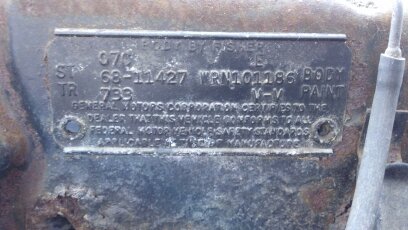 BODY BY FISHER
07C E
ST 68-11427 WRN101186 BODY
TR 733 M-M PAINT
GENERAL MOTORS CORPORATION CERTIFIES TO THE
DEALER THAT THIS VEHICLE CONFORMS TO ALL
FEDERAL MOTOR VEHICLE SAFETY STANDARDS
APPLICABLE AT TIME OF MANUFACTURE